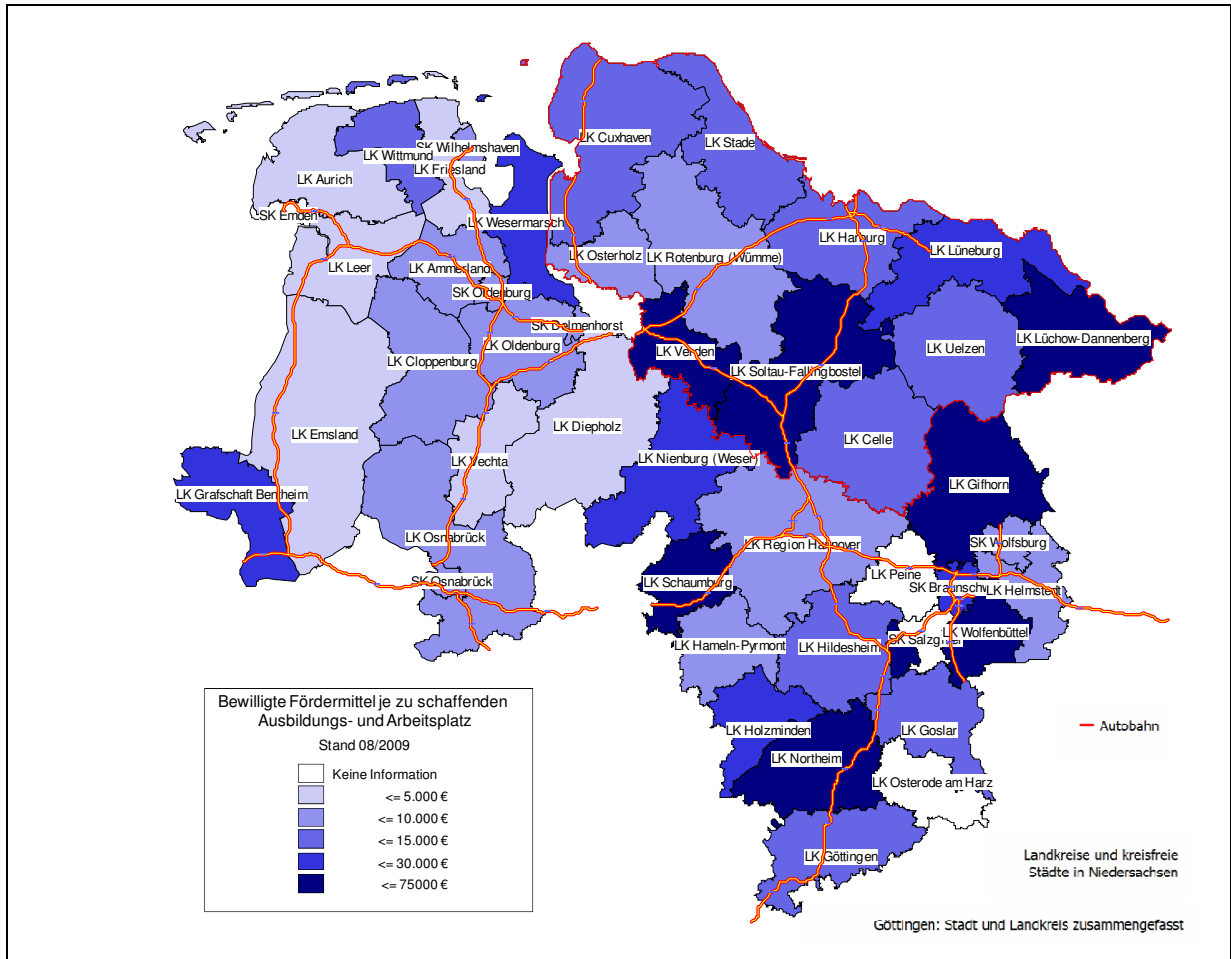 LK Cuxhaven
LK Stade
SK Wilhelmshaven
LK Wittmund
LK Friesland
LK Aurich
SK Emden
LK Wesermarsch
LK Harburg
LK Lüneburg
LK Osterholz
LK Rotenburg (Wümme)
LK Leer
LK Ammerland
SK Oldenburg
SK Delmenhorst
LK Oldenburg
LK Verden
LK Uelzen
LK Lüchow-Dannenberg
LK Cloppenburg
LK Soltau-Fallingbostel
LK Emsland
LK Diepholz
LK Celle
LK Vechta
LK Nienburg (Weser)
LK Gifhorn
LK Grafschaft Bentheim
LK Osnabrück
LK Region Hannover
SK Wolfsburg
SK Osnabrück
LK Schaumburg
LK Peine
SK Braunschw
LK Helmstedt
LK Hameln-Pyrmont
LK Hildesheim
SK Salzgitter
LK Wolfenbüttel
LK Holzminden
LK Goslar
LK Northeim
LK Osterode am Harz
LK Göttingen
Bewilligte Fördermittel je zu schaffenden
Ausbildungs- und Arbeitsplatz
Stand 08/2009
Keine Information
<= 5.000 €
<= 10.000 €
<= 15.000 €
<= 30.000 €
<= 75000 €
Autobahn
Landkreise und kreisfreie
Städte in Niedersachsen
Göttingen: Stadt und Landkreis zusammengefasst